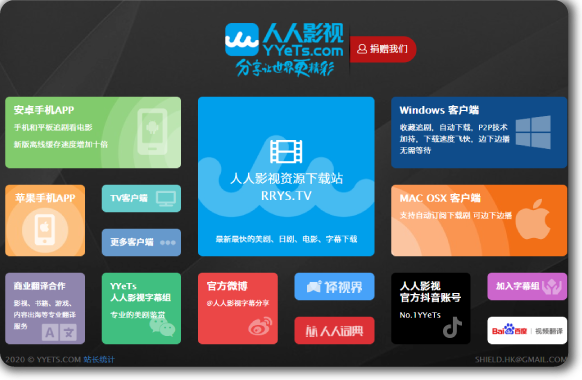 人人影视
YYeTs.com
分享让世界更精彩
捐赠我们
安卓手机APP
手机和平板追剧看电影
新版离线缓存速度增加十倍
人人影视资源下载站
RRYS.TV
最新最快的美剧、日剧、电影、字幕下载
Windows 客户端
收藏追剧、自动下载、P2P技术
加持、下载速度飞快、边下边播
无需等待
苹果手机APP
TV客户端
更多客户端
MAC OSX 客户端
支持自动订阅下载剧 可边下边播
商业翻译合作
影视、书籍、游戏、
内容出海等专业翻译
服务
YYeTs
人人影视字幕组
专业的美剧鉴赏
官方微博
@人人影视字幕分享
译视界
人人词典
人人影视
官方抖音账号
No.1YYeTs
加入字幕组
Bai du 百度 | 视频翻译
2020 © YYETS.COM 站长统计
SHIELD.HK@GMAIL.COM